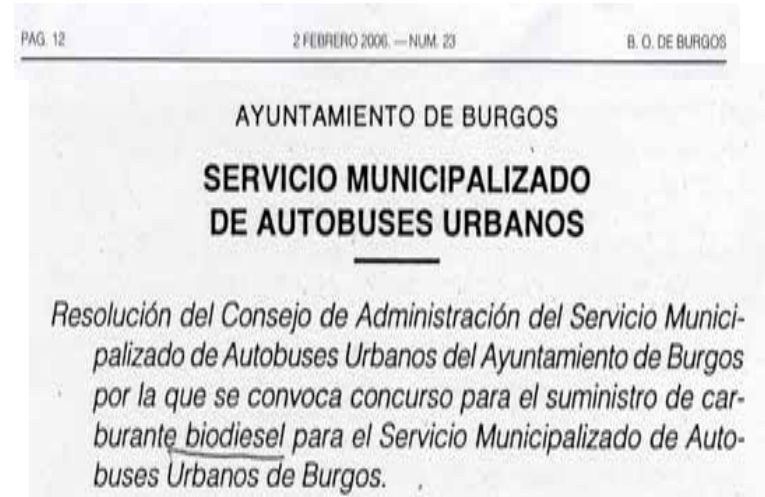 PAG. 12 2 FEBRERO 2006. — NUM. 23 B. O. DE BURGOS
AYUNTAMIENTO DE BURGOS
SERVICIO MUNICIPALIZADO
DE AUTOBUSES URBANOS
Resolución del Consejo de Administración del Servicio Munici-
palizado de Autobuses Urbanos del Ayuntamiento de Burgos
por la que se convoca concurso para el suministro de car-
burante biodiesel para el Servicio Municipalizado de Auto-
buses Urbanos de Burgos.